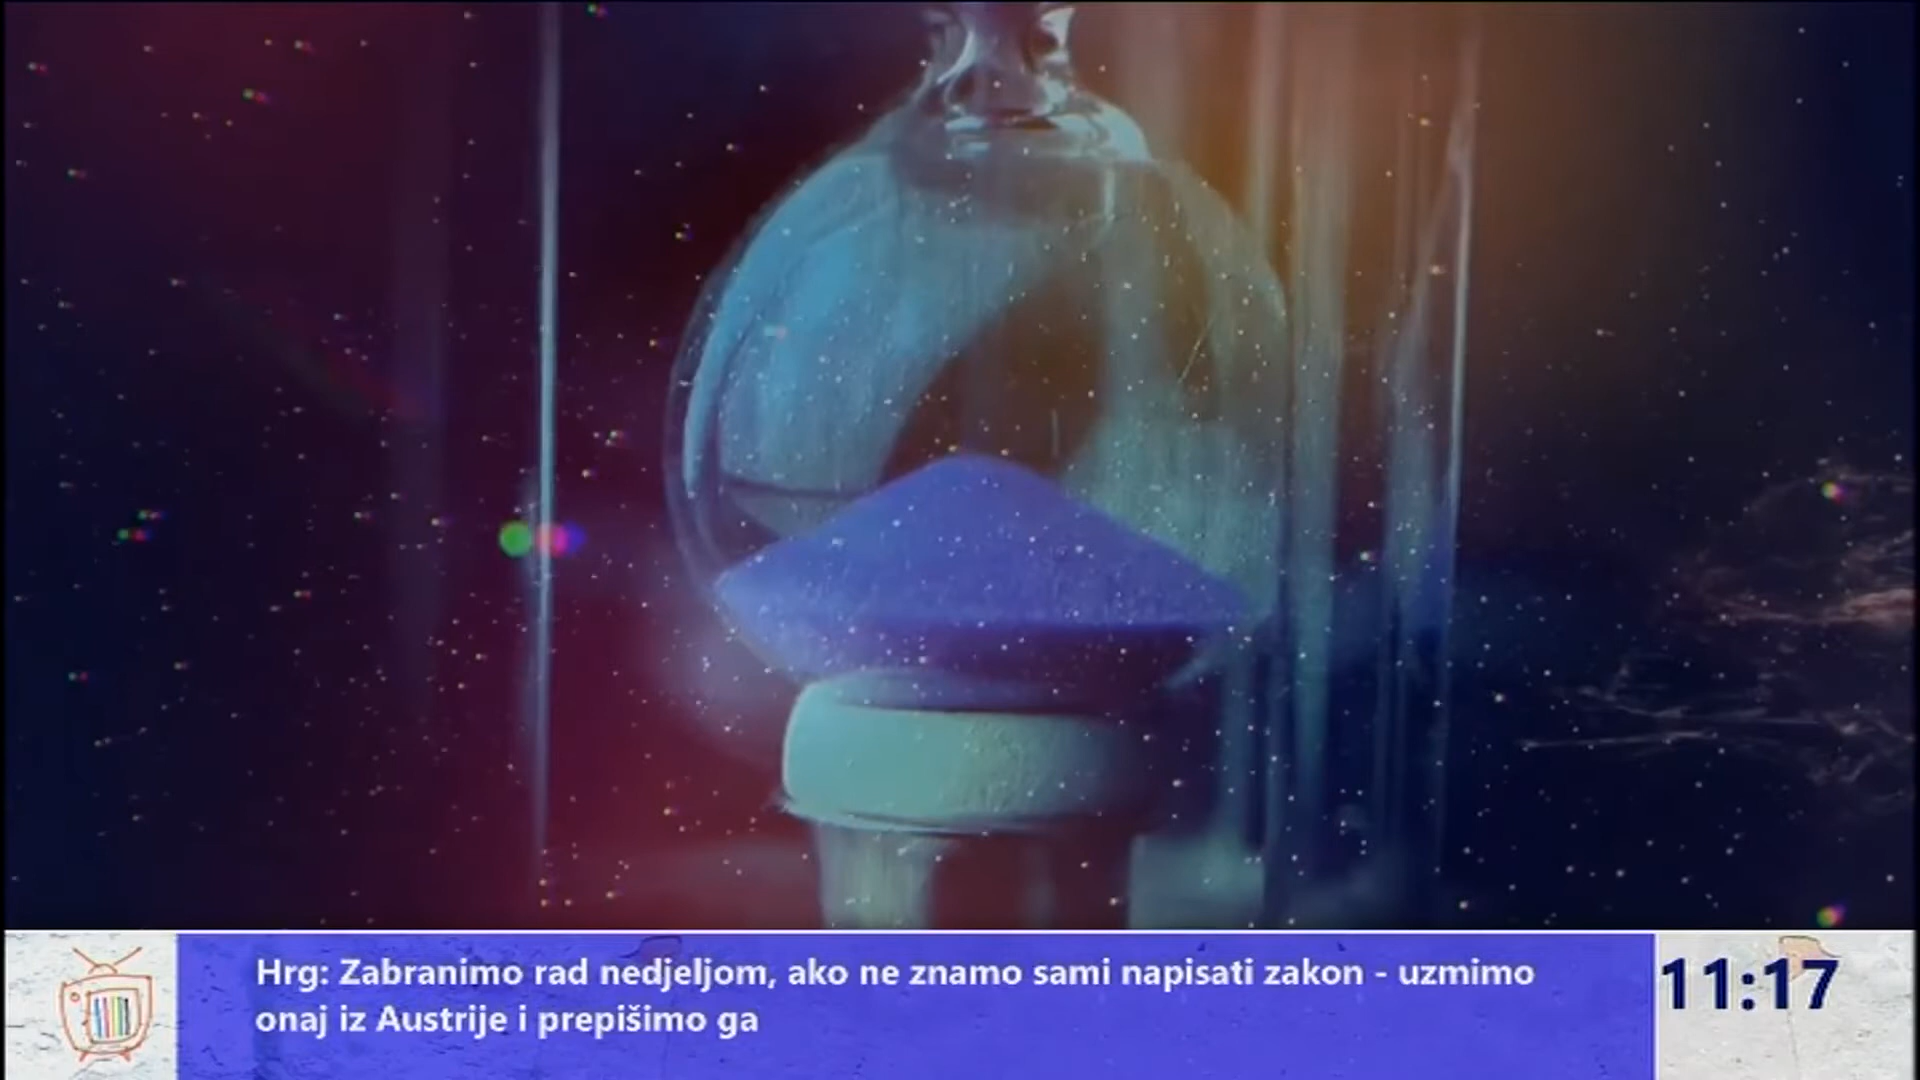 Hrg: Zabranimo rad nedjeljom, ako ne znamo sami napisati zakon - uzmimo
onaj iz Austrije i prepišimo ga
11:17